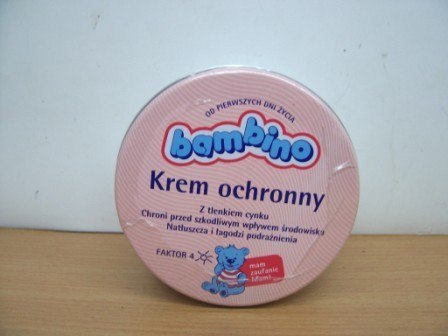 OD PIERWSZYCH DNI ŻYCIA
bambino
Krem ochronny
Z tlenkiem cynku
Chroni przed szkodliwym wpływem środowiska
Natłuszcza i łagodzi podrażnienia
FAKTOR 4
mam
zaufanie
Mamy